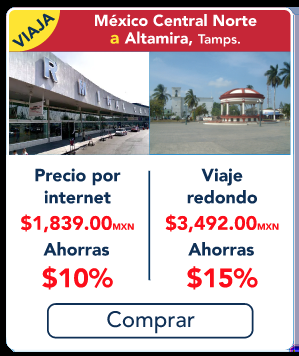 VIAJA
México Central Norte
a Altamira, Tamps.
R M I N A
Precio por
internet
$1,839.00MXN
Ahorras
$10%
Viaje
redondo
$3,492.00MXN
Ahorras
$15%
Comprar